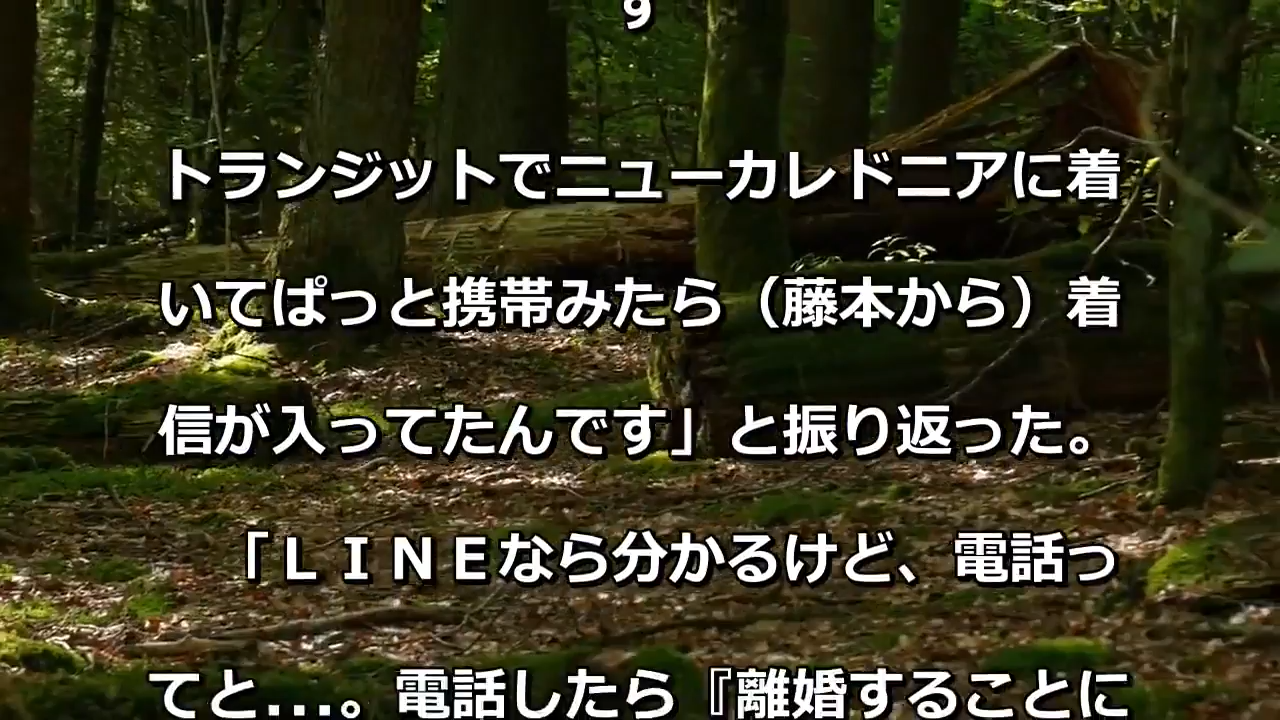 9
トランジットでニューカレドニアに着
いてぱっと携帯みたら（藤本から）着
信が入ってたんです」と振り返った。
「ＬＩＮＥなら分かるけど、電話っ
てと...。電話したら『離婚することに